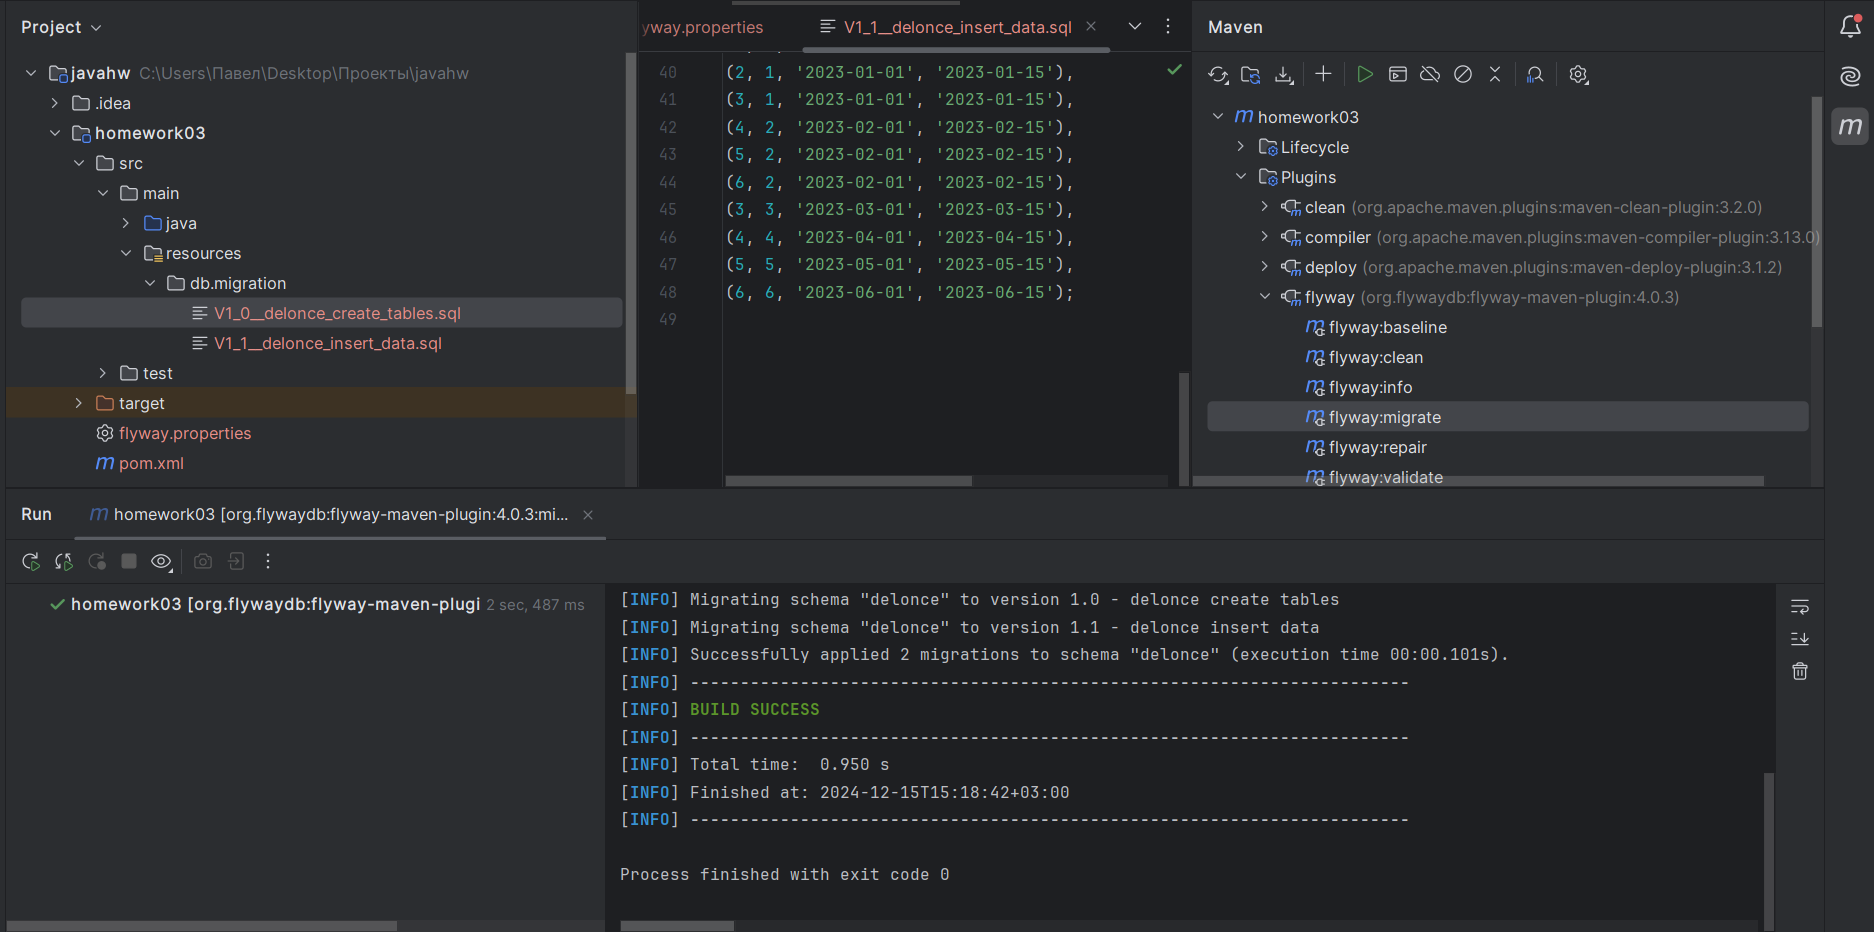 Project
javahw C:\Users\Павел\Desktop\Проекты\javahw
.idea
homework03
src
main
java
resources
db.migration
V1_0__delonce_create_tables.sql
V1_1__delonce_insert_data.sql
test
target
flyway.properties
pom.xml
yway.properties
V1_1__delonce_insert_data.sql
40 (2, 1, '2023-01-01', '2023-01-15'),
41 (3, 1, '2023-01-01', '2023-01-15'),
42 (4, 2, '2023-02-01', '2023-02-15'),
43 (5, 2, '2023-02-01', '2023-02-15'),
44 (6, 2, '2023-02-01', '2023-02-15'),
45 (3, 3, '2023-03-01', '2023-03-15'),
46 (4, 4, '2023-04-01', '2023-04-15'),
47 (5, 5, '2023-05-01', '2023-05-15'),
48 (6, 6, '2023-06-01', '2023-06-15');
49
Maven
homework03
Lifecycle
Plugins
clean (org.apache.maven.plugins:maven-clean-plugin:3.2.0)
compiler (org.apache.maven.plugins:maven-compiler-plugin:3.13.0)
deploy (org.apache.maven.plugins:maven-deploy-plugin:3.1.2)
flyway (org.flywaydb:flyway-maven-plugin:4.0.3)
flyway:baseline
flyway:clean
flyway:info
flyway:migrate
flyway:repair
flyway:validate
Run
homework03 [org.flywaydb:flyway-maven-plugin:4.0.3:mi...
homework03 [org.flywaydb:flyway-maven-plugi 2 sec, 487 ms
[INFO] Migrating schema "delonce" to version 1.0 - delonce create tables
[INFO] Migrating schema "delonce" to version 1.1 - delonce insert data
[INFO] Successfully applied 2 migrations to schema "delonce" (execution time 00:00.101s).
[INFO] ------------------------------------------------------------------------
[INFO] BUILD SUCCESS
[INFO] ------------------------------------------------------------------------
[INFO] Total time:  0.950 s
[INFO] Finished at: 2024-12-15T15:18:42+03:00
[INFO] ------------------------------------------------------------------------
Process finished with exit code 0